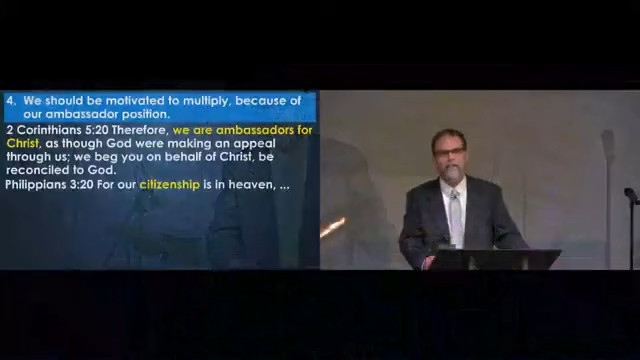 4. We should be motivated to multiply, because of
our ambassador position.
2 Corinthians 5:20 Therefore, we are ambassadors for
Christ, as though God were making an appeal
through us; we beg you on behalf of Christ, be
reconciled to God.
Philippians 3:20 For our citizenship is in heaven, ...